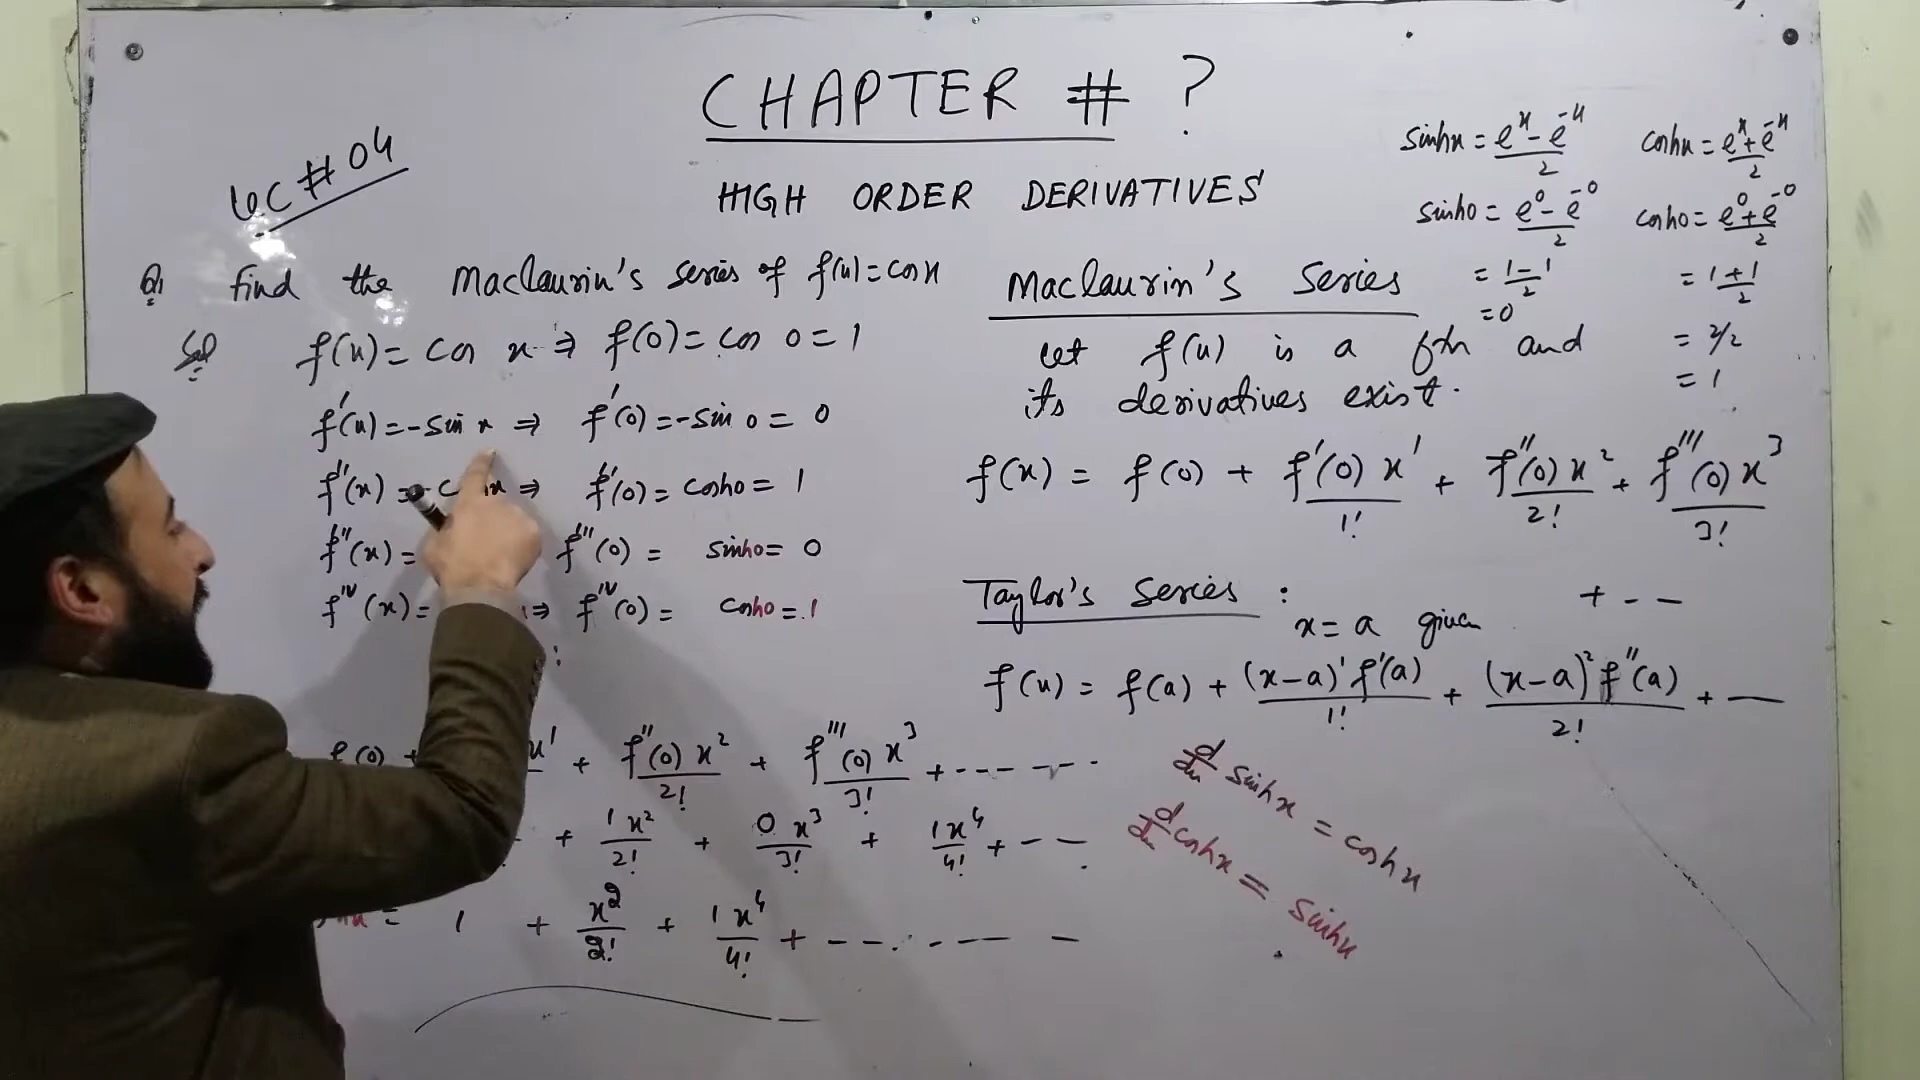 CHAPTER # ?
LEC # 04
HIGH ORDER DERIVATIVES
Q: Find the Maclaurin's series of f(x) = cos x
Sol:
f(x) = cos x ⇒ f(0) = cos 0 = 1
f'(x) = -sin x ⇒ f'(0) = -sin 0 = 0
f''(x) = - x ⇒ f''(0) = cosh0 = 1
f'''(x) = f'''(0) = sinh0 = 0
f^IV(x) = ⇒ f^IV(0) = cosh0 = 1
:
f(0) + x^1 + f''(0) x^2/2! + f'''(0) x^3/3! + - - - - - -
+ 1 x^2/2! + 0 x^3/3! + 1x^4/4! + - - -
= 1 + x^2/2! + 1 x^4/4! + - - - - - - -
sinhx = (e^x - e^-x)/2
sinh0 = (e^0 - e^-0)/2
= (1 - 1)/2
= 0
coshx = (e^x + e^-x)/2
cosh0 = (e^0 + e^-0)/2
= (1 + 1)/2
= 2/2
= 1
Maclaurin's Series
Let f(x) is a fxn and
its derivatives exist.
f(x) = f(0) + f'(0) x^1/1! + f''(0) x^2/2! + f'''(0) x^3/3!
+ - -
Taylor's Series :
x = a given
f(x) = f(a) + (x-a)^1 f'(a)/1! + (x-a)^2 f''(a)/2! + —
d/dx sinhx = coshx
d/dx coshx = sinhx